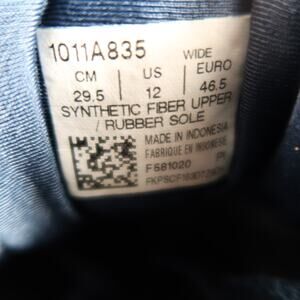 1011A835 WIDE
CM US EURO
29.5 12 46.5
SYNTHETIC FIBER UPPER
/ RUBBER SOLE
MADE IN INDONESIA
FABRIQUE EN INDONESIE
F581020